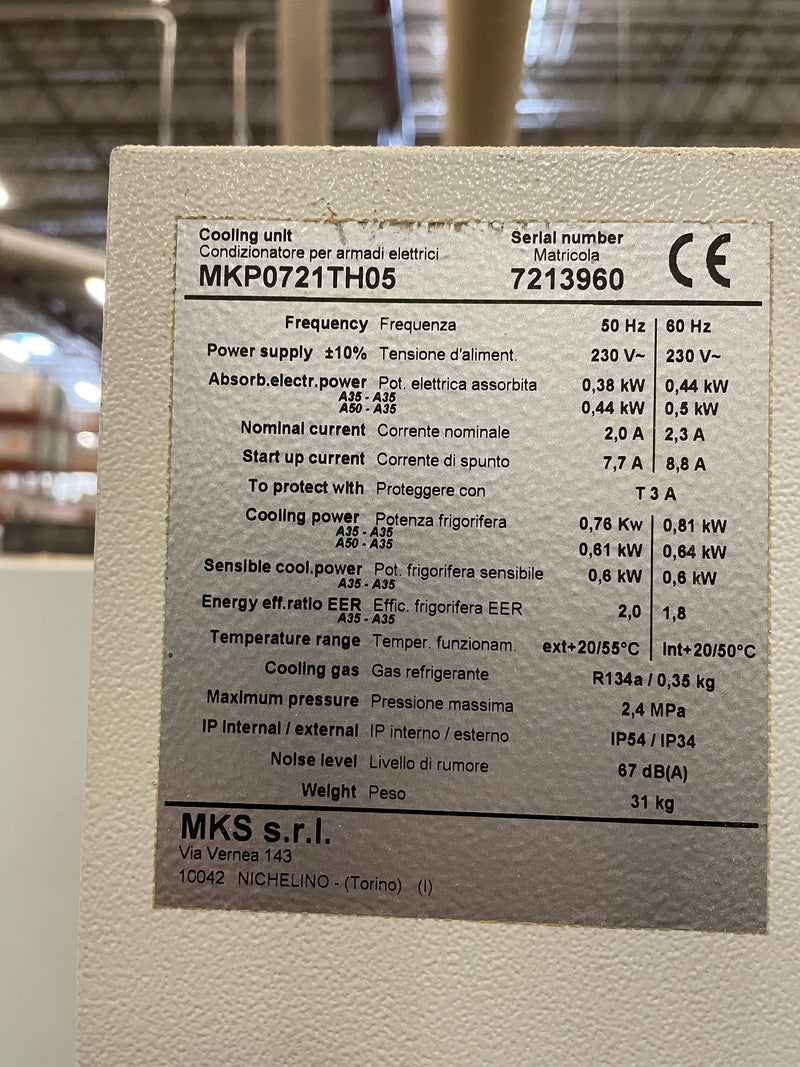 Cooling unit Serial number CE
Condizionatore per armadi elettrici Matricola
MKP0721TH05 7213960
Frequency Frequenza 50 Hz 60 Hz
Power supply ±10% Tensione d'aliment. 230 V~ 230 V~
Absorb.electr.power Pot. elettrica assorbita 0,38 kW 0,44 kW
A35 - A35
A50 - A35 0,44 kW 0,5 kW
Nominal current Corrente nominale 2,0 A 2,3 A
Start up current Corrente di spunto 7,7 A 8,8 A
To protect with Proteggere con T 3 A
Cooling power Potenza frigorifera 0,76 Kw 0,81 kW
A35 - A35
A50 - A35 0,61 kW 0,64 kW
Sensible cool.power Pot. frigorifera sensibile 0,6 kW 0,6 kW
A35 - A35
Energy eff.ratio EER Effic. frigorifera EER 2,0 1,8
A35 - A35
Temperature range Temper. funzionam. ext+20/55°C Int+20/50°C
Cooling gas Gas refrigerante R134a / 0,35 kg
Maximum pressure Pressione massima 2,4 MPa
IP Internal / external IP interno / esterno IP54 / IP34
Noise level Livello di rumore 67 dB(A)
Weight Peso 31 kg
MKS s.r.l.
Via Vernea 143
10042 NICHELINO - (Torino) (I)